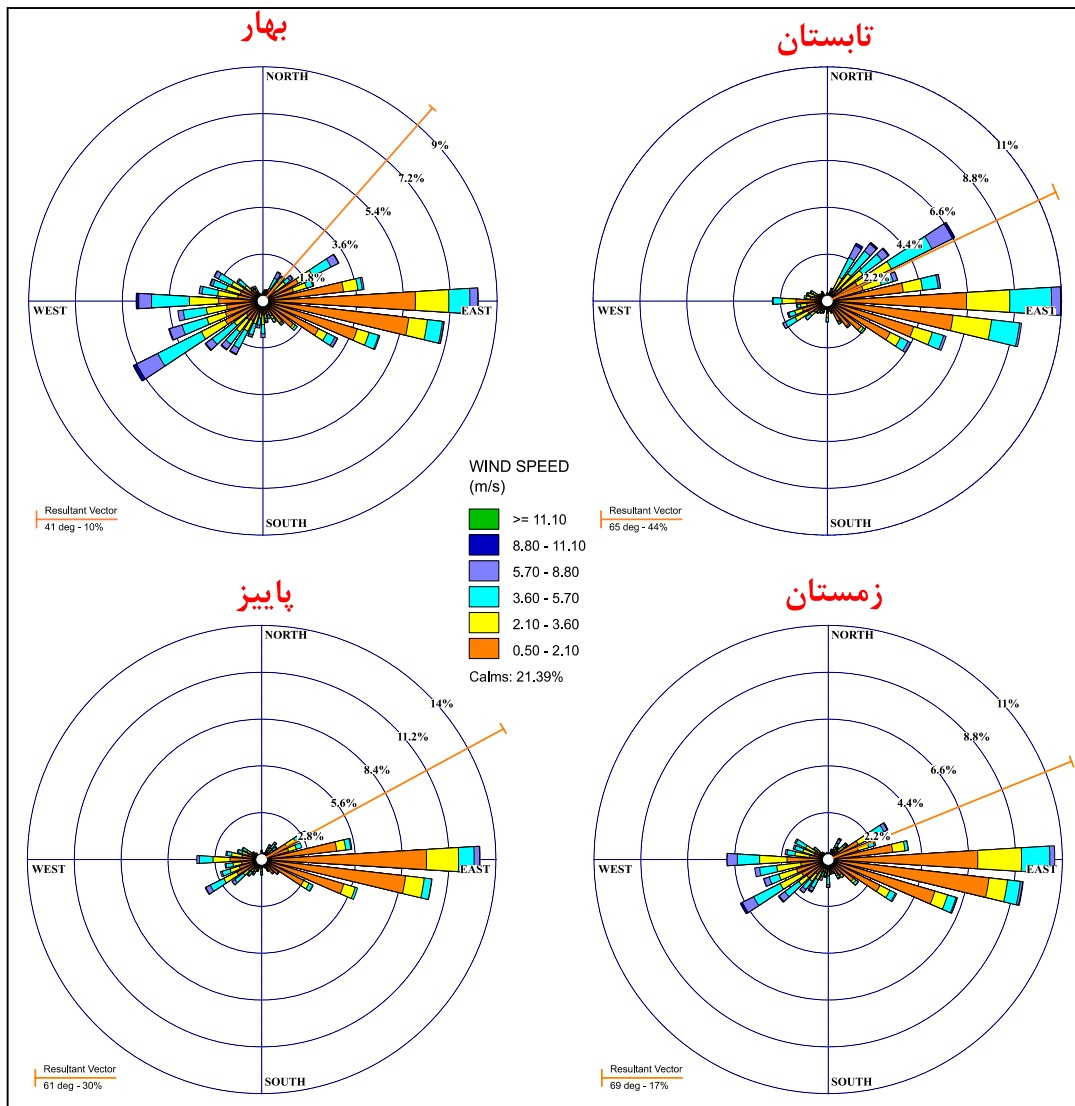 بهار
NORTH
9%
7.2%
5.4%
3.6%
1.8%
WEST
EAST
SOUTH
Resultant Vector
41 deg - 10%
تابستان
NORTH
11%
8.8%
6.6%
4.4%
2.2%
WEST
EAST
SOUTH
Resultant Vector
65 deg - 44%
WIND SPEED
(m/s)
>= 11.10
8.80 - 11.10
5.70 - 8.80
3.60 - 5.70
2.10 - 3.60
0.50 - 2.10
Calms: 21.39%
پاییز
NORTH
14%
11.2%
8.4%
5.6%
2.8%
WEST
EAST
SOUTH
Resultant Vector
61 deg - 30%
زمستان
NORTH
11%
8.8%
6.6%
4.4%
2.2%
WEST
EAST
SOUTH
Resultant Vector
69 deg - 17%